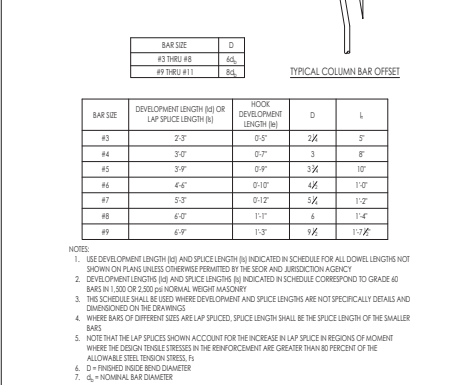 BAR SIZE D
#3 THRU #8 6db
#9 THRU #11 8db
TYPICAL COLUMN BAR OFFSET
BAR SIZE DEVELOPMENT LENGTH (ld) OR LAP SPLICE LENGTH (ls) HOOK DEVELOPMENT LENGTH (le) D
#3 2'-3" 0'-5" 2¼ 5"
#4 3'-0" 0'-7" 3 8"
#5 3'-9" 0'-9" 3¾ 10"
#6 4'-6" 0'-10" 4½ 1'-0"
#7 5'-3" 0'-12" 5¼ 1'-2"
#8 6'-0" 1'-1" 6 1'-4"
#9 6'-9" 1'-3" 9½ 1'-7½"
NOTES:
1. USE DEVELOPMENT LENGTH (ld) AND SPLICE LENGTH (ls) INDICATED IN SCHEDULE FOR ALL DOWEL LENGTHS NOT
SHOWN ON PLANS UNLESS OTHERWISE PERMITTED BY THE SEOR AND JURISDICTION AGENCY
2. DEVELOPMENT LENGTHS (ld) AND SPLICE LENGTHS (ls) INDICATED IN SCHEDULE CORRESPOND TO GRADE 60
BARS IN 1,500 OR 2,500 psi NORMAL WEIGHT MASONRY
3. THIS SCHEDULE SHALL BE USED WHERE DEVELOPMENT AND SPLICE LENGTHS ARE NOT SPECIFICALLY DETAILS AND
DIMENSIONED ON THE DRAWINGS
4. WHERE BARS OF DIFFERENT SIZES ARE LAP SPLICED, SPLICE LENGTH SHALL BE THE SPLICE LENGTH OF THE SMALLER
BARS
5. NOTE THAT THE LAP SPLICES SHOWN ACCOUNT FOR THE INCREASE IN LAP SPLICE IN REGIONS OF MOMENT
WHERE THE DESIGN TENSILE STRESSES IN THE REINFORCEMENT ARE GREATER THAN 80 PERCENT OF THE
ALLOWABLE STEEL TENSION STRESS, Fs
6. D = FINISHED INSIDE BEND DIAMETER
7. db = NOMINAL BAR DIAMETER